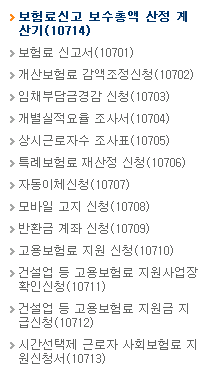 보험료신고 보수총액 산정 계
산기(10714)
보험료 신고서(10701)
개산보험료 감액조정신청(10702)
임채부담금경감 신청(10703)
개별실적요율 조사서(10704)
상시근로자수 조사표(10705)
특례보험료 재산정 신청(10706)
자동이체신청(10707)
모바일 고지 신청(10708)
반환금 계좌 신청(10709)
고용보험료 지원 신청(10710)
건설업 등 고용보험료 지원사업장
확인신청(10711)
건설업 등 고용보험료 지원금 지
급신청(10712)
시간선택제 근로자 사회보험료 지
원신청서(10713)